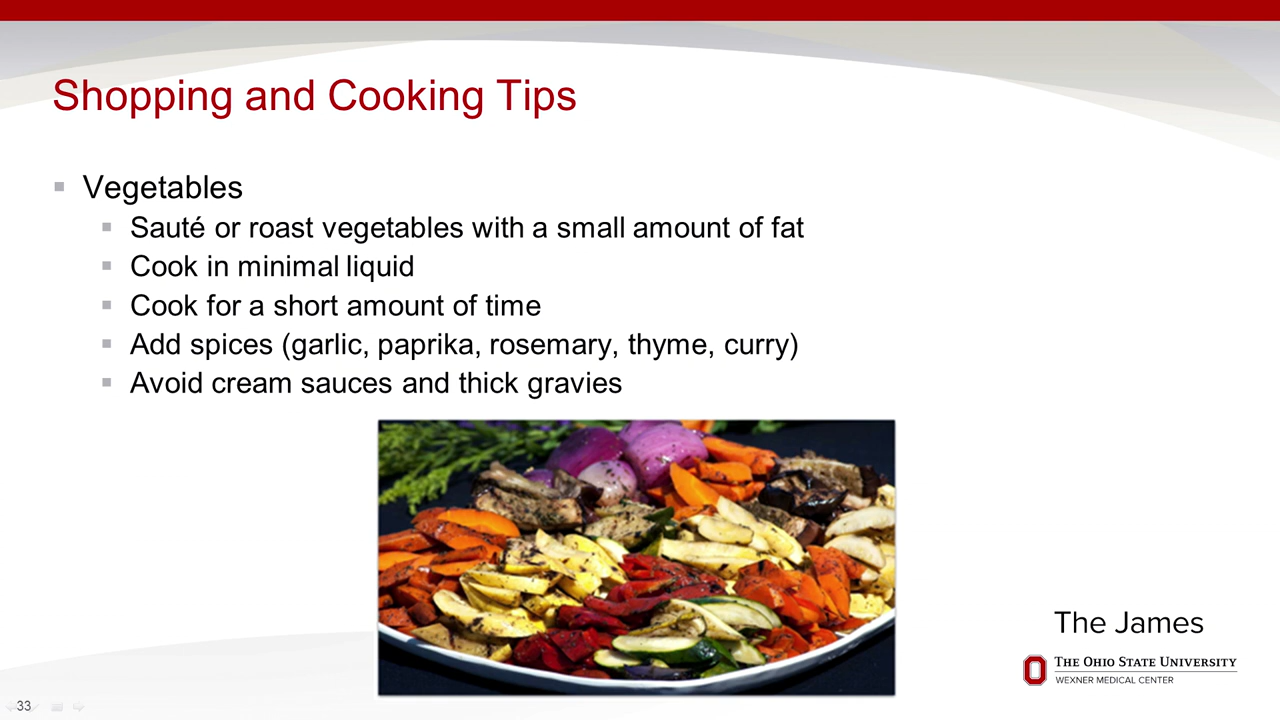 Shopping and Cooking Tips
Vegetables
Sauté or roast vegetables with a small amount of fat
Cook in minimal liquid
Cook for a short amount of time
Add spices (garlic, paprika, rosemary, thyme, curry)
Avoid cream sauces and thick gravies
The James
THE OHIO STATE UNIVERSITY
WEXNER MEDICAL CENTER
33